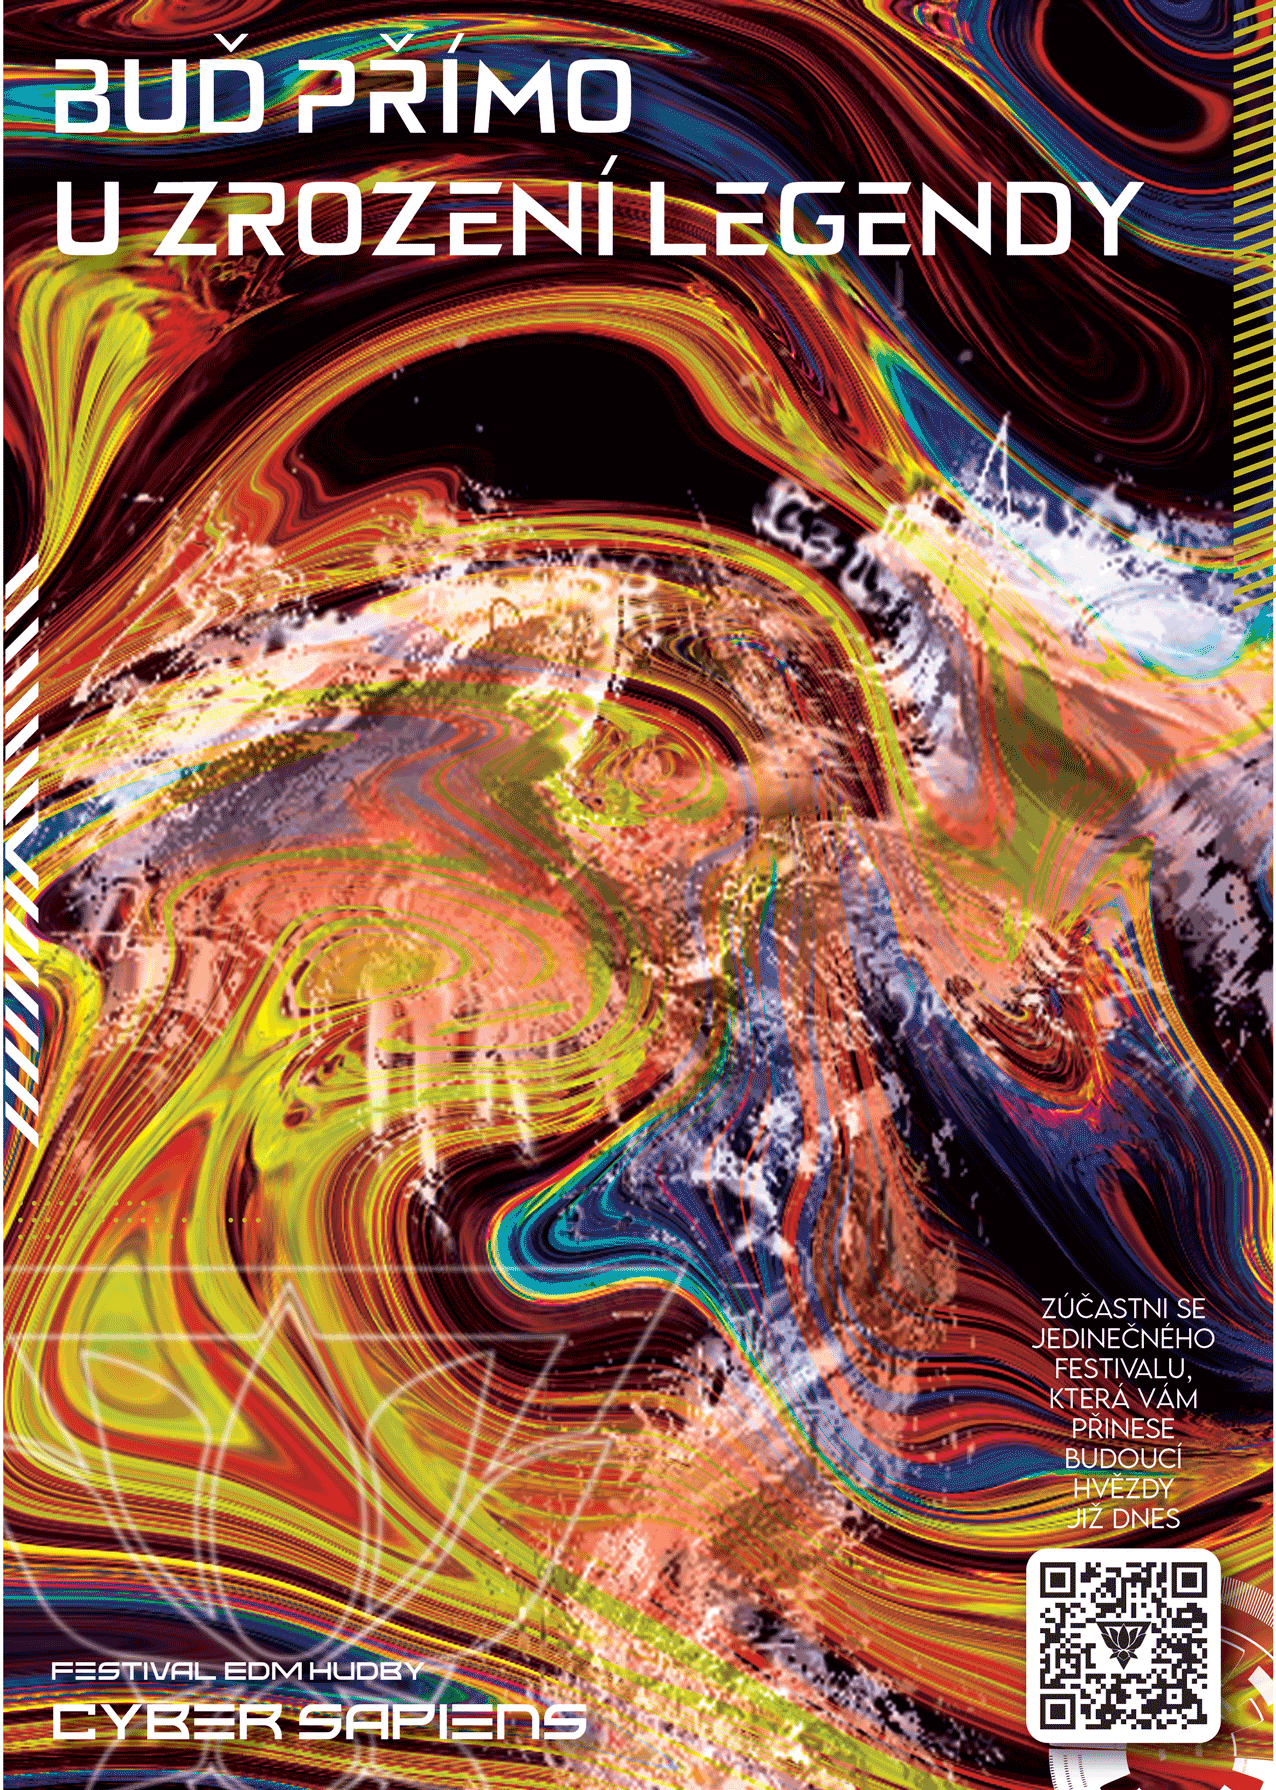 BUĎ PŘÍMO
U ZROZENÍ LEGENDY
ZÚČASTNI SE
JEDINEČNÉHO
FESTIVALU,
KTERÁ VÁM
PŘINESE
BUDOUCÍ
HVĚZDY
JIŽ DNES
FESTIVAL EDM HUDBY
CYBER SAPIENS